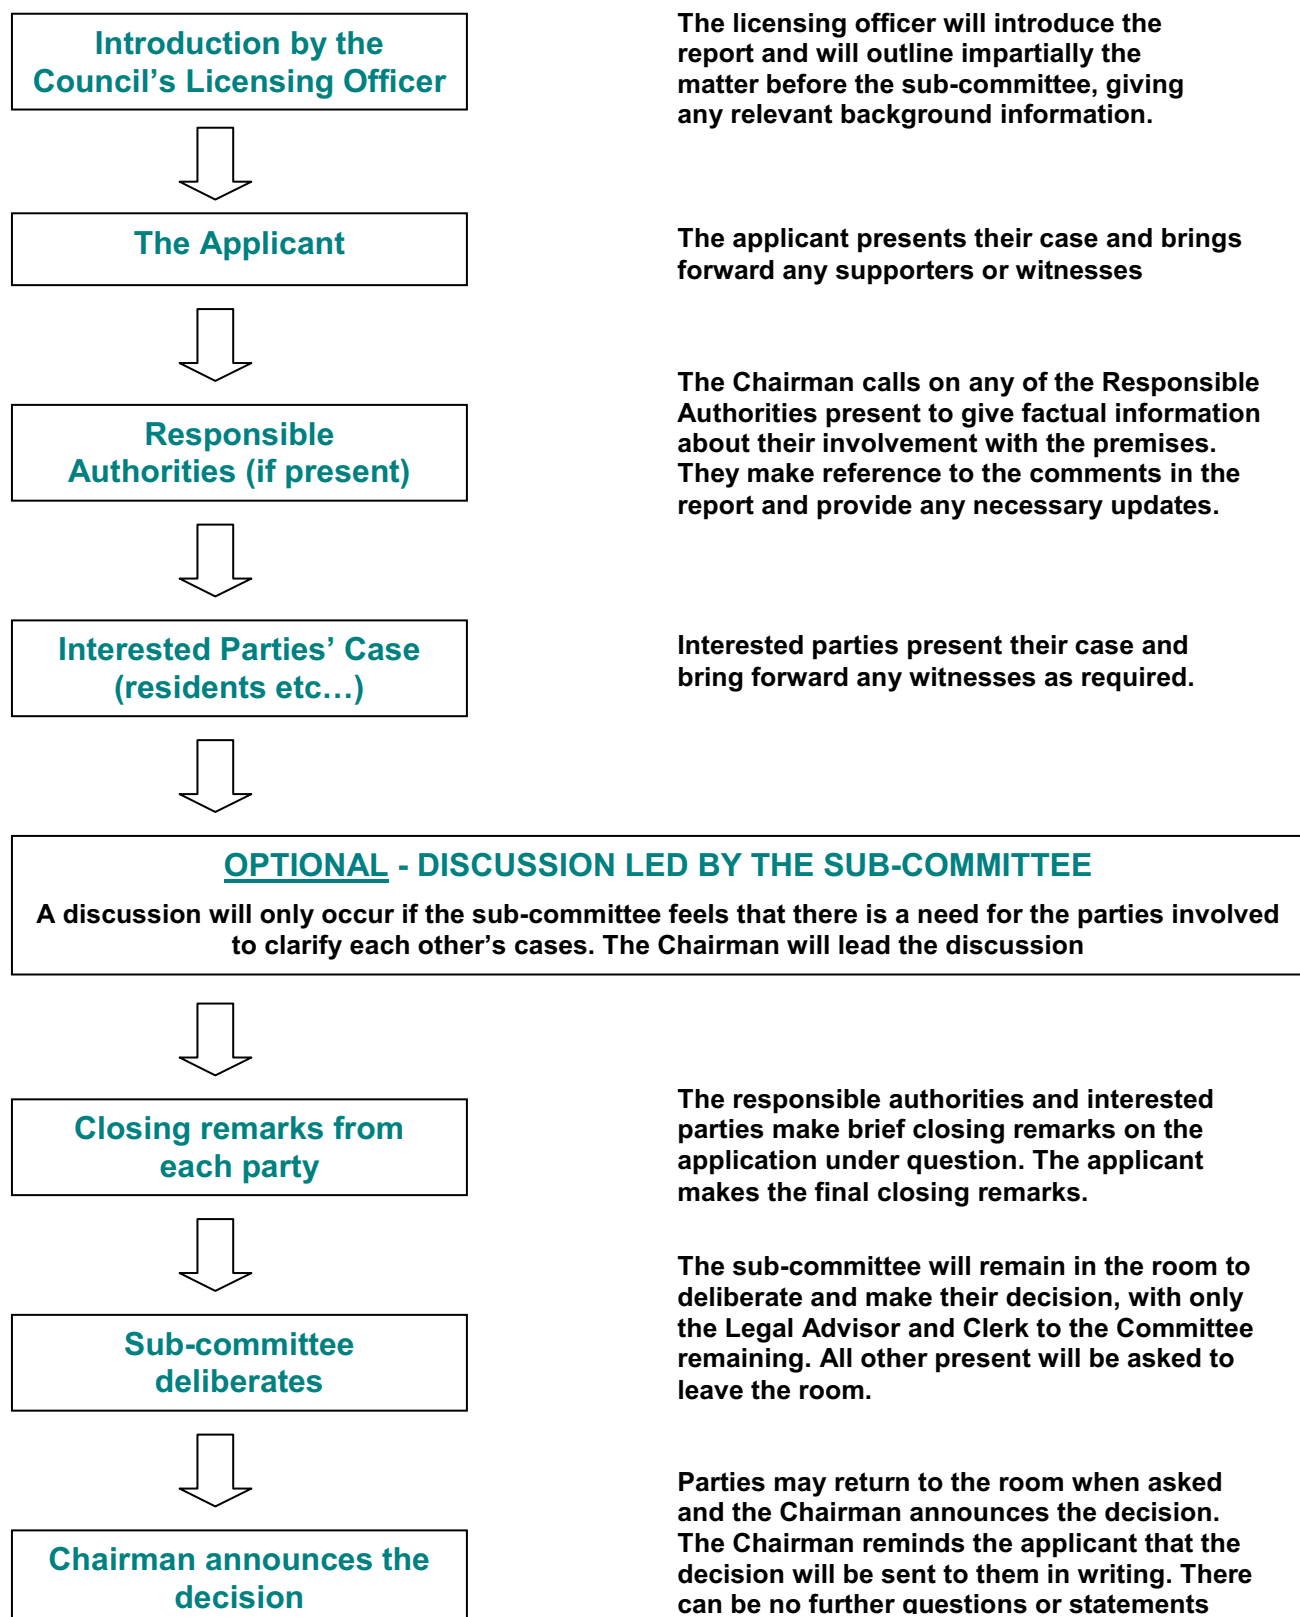 Introduction by the
Council’s Licensing Officer
The licensing officer will introduce the
report and will outline impartially the
matter before the sub-committee, giving
any relevant background information.
The Applicant
The applicant presents their case and brings
forward any supporters or witnesses
Responsible
Authorities (if present)
The Chairman calls on any of the Responsible
Authorities present to give factual information
about their involvement with the premises.
They make reference to the comments in the
report and provide any necessary updates.
Interested Parties’ Case
(residents etc…)
Interested parties present their case and
bring forward any witnesses as required.
OPTIONAL - DISCUSSION LED BY THE SUB-COMMITTEE
A discussion will only occur if the sub-committee feels that there is a need for the parties involved
to clarify each other’s cases. The Chairman will lead the discussion
Closing remarks from
each party
The responsible authorities and interested
parties make brief closing remarks on the
application under question. The applicant
makes the final closing remarks.
Sub-committee
deliberates
The sub-committee will remain in the room to
deliberate and make their decision, with only
the Legal Advisor and Clerk to the Committee
remaining. All other present will be asked to
leave the room.
Chairman announces the
decision
Parties may return to the room when asked
and the Chairman announces the decision.
The Chairman reminds the applicant that the
decision will be sent to them in writing. There
can be no further questions or statements